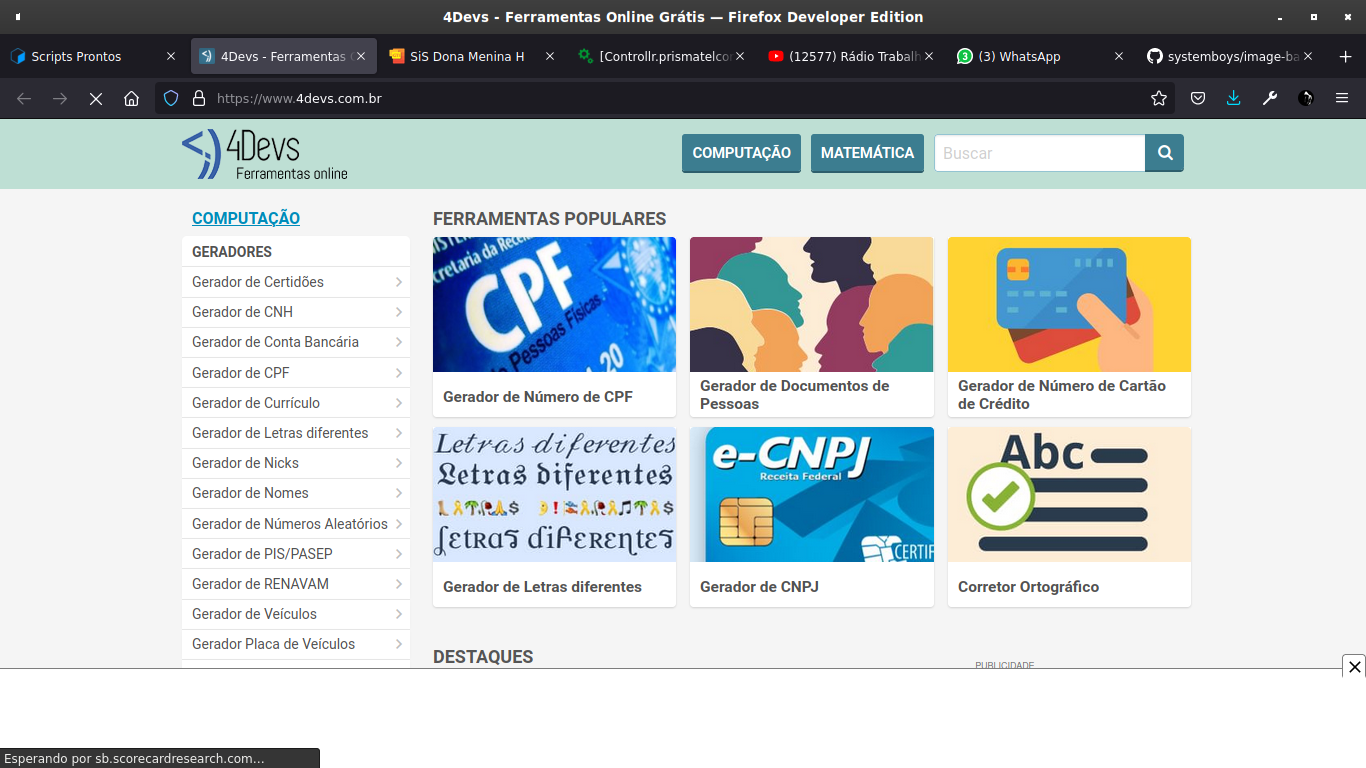 4Devs - Ferramentas Online Grátis — Firefox Developer Edition
Scripts Prontos
4Devs - Ferramentas
SiS Dona Menina H
[Controllr.prismatelcor
(12577) Rádio Trabalh
(3) WhatsApp
systemboys/image-ba
https://www.4devs.com.br
4Devs
Ferramentas online
COMPUTAÇÃO
MATEMÁTICA
Buscar
COMPUTAÇÃO
GERADORES
Gerador de Certidões
Gerador de CNH
Gerador de Conta Bancária
Gerador de CPF
Gerador de Currículo
Gerador de Letras diferentes
Gerador de Nicks
Gerador de Nomes
Gerador de Números Aleatórios
Gerador de PIS/PASEP
Gerador de RENAVAM
Gerador de Veículos
Gerador Placa de Veículos
FERRAMENTAS POPULARES
cretaria da Rece
CPF
Pessoas Físicas
20
Gerador de Número de CPF
Gerador de Documentos de
Pessoas
Gerador de Número de Cartão
de Crédito
Letras diferentes
Letras diferentes
letras diferentes
Gerador de Letras diferentes
e-CNPJ
Receita Federal
CERTIF
Gerador de CNPJ
Abc
Corretor Ortográfico
DESTAQUES
PUBLICIDADE
Esperando por sb.scorecardresearch.com…